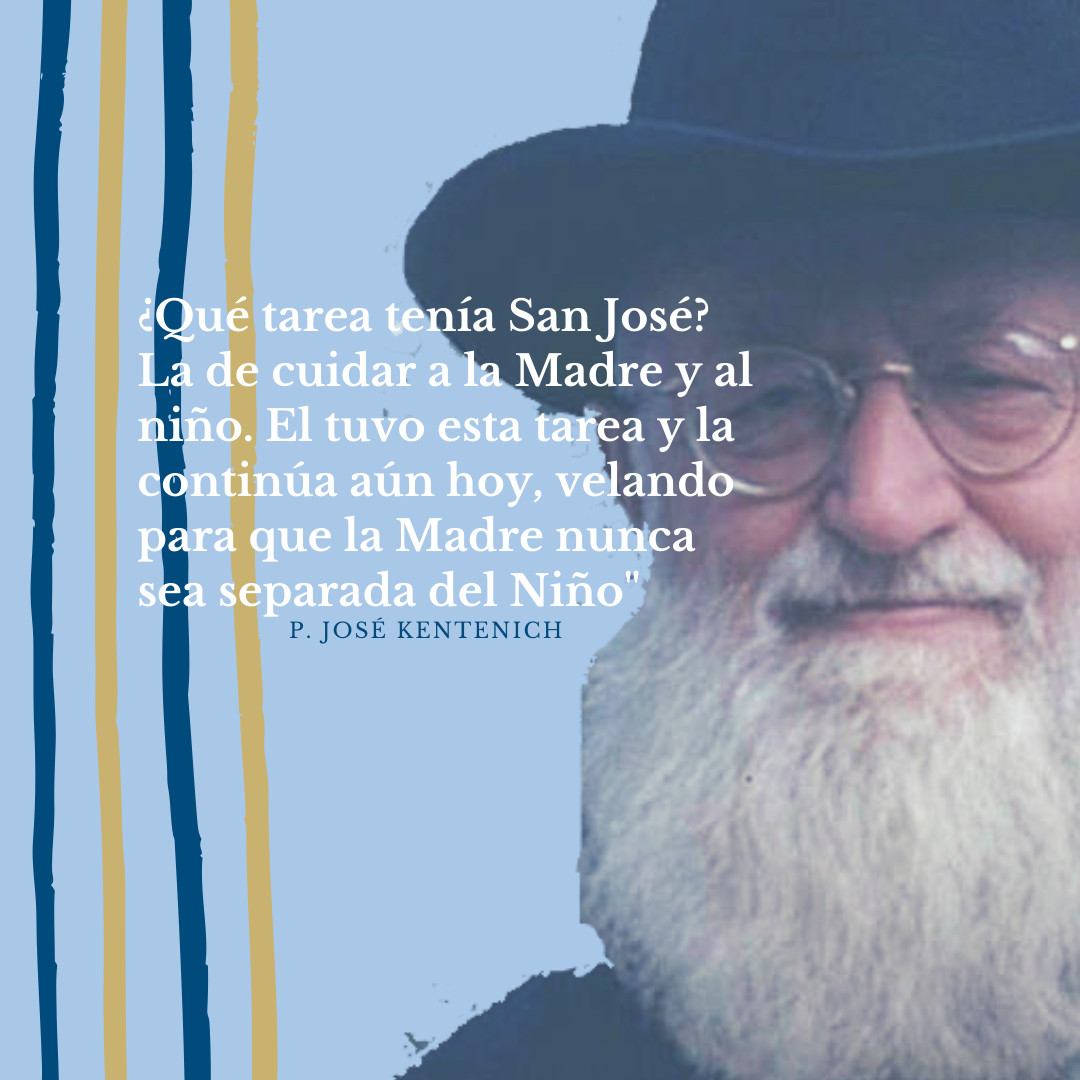 ¿Qué tarea tenía San José?
La de cuidar a la Madre y al
niño. El tuvo esta tarea y la
continúa aún hoy, velando
para que la Madre nunca
sea separada del Niño"
P. JOSÉ KENTENICH